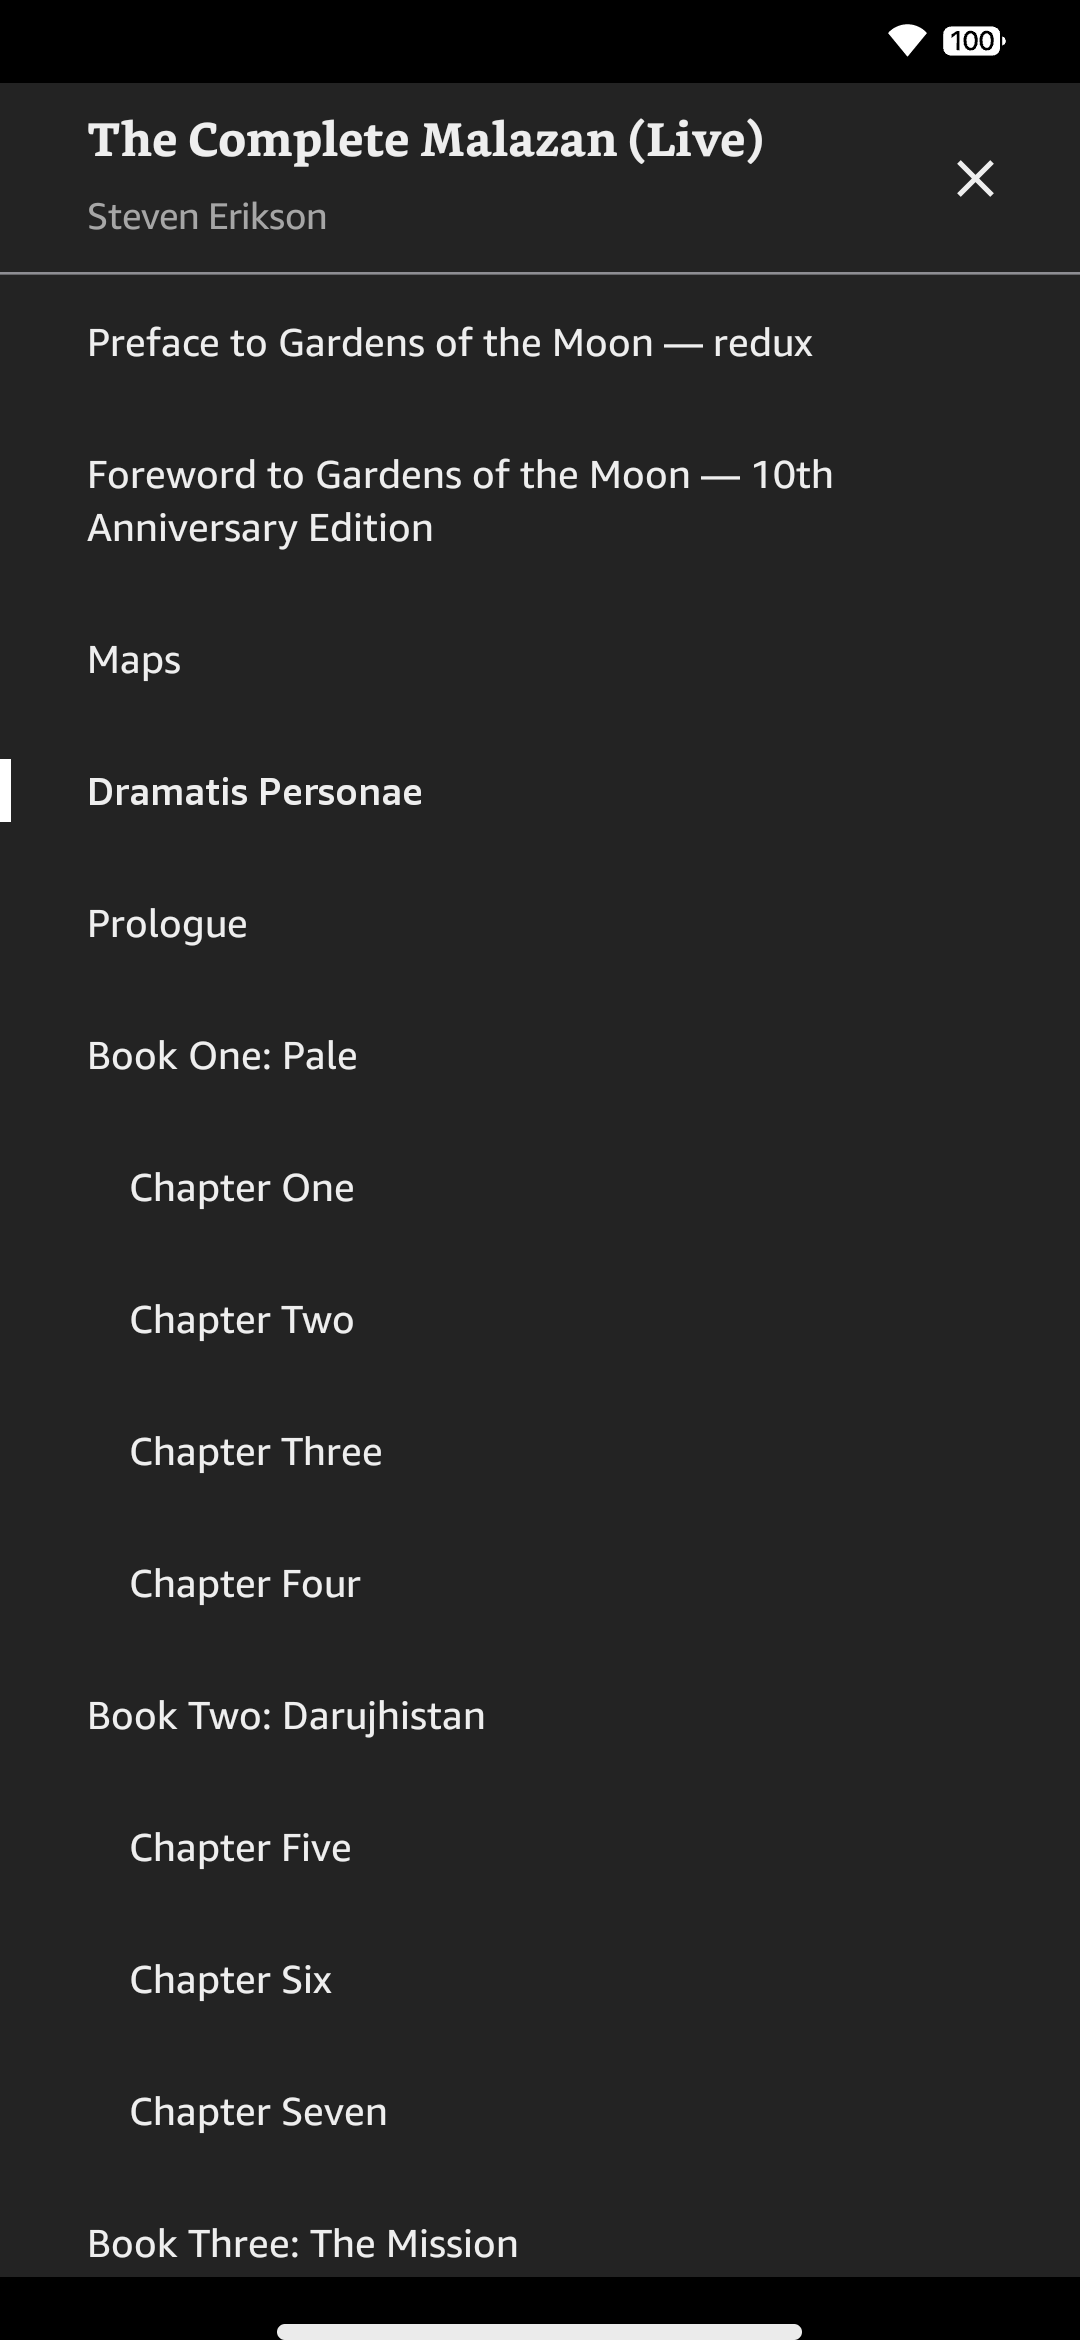 100
The Complete Malazan (Live)
Steven Erikson
Preface to Gardens of the Moon — redux
Foreword to Gardens of the Moon — 10th
Anniversary Edition
Maps
Dramatis Personae
Prologue
Book One: Pale
Chapter One
Chapter Two
Chapter Three
Chapter Four
Book Two: Darujhistan
Chapter Five
Chapter Six
Chapter Seven
Book Three: The Mission